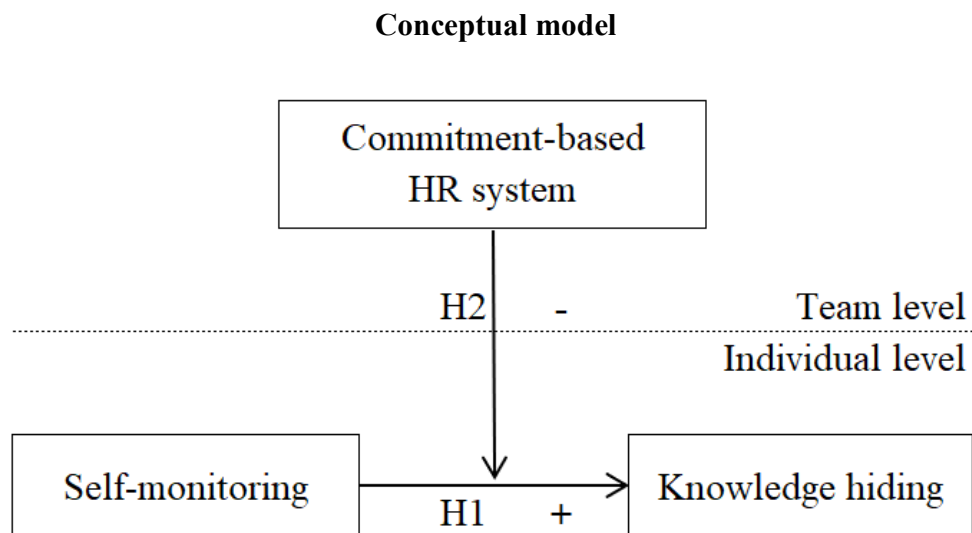 Conceptual model
Commitment-based
HR system
H2 -
Team level
Individual level
Self-monitoring
H1 +
Knowledge hiding